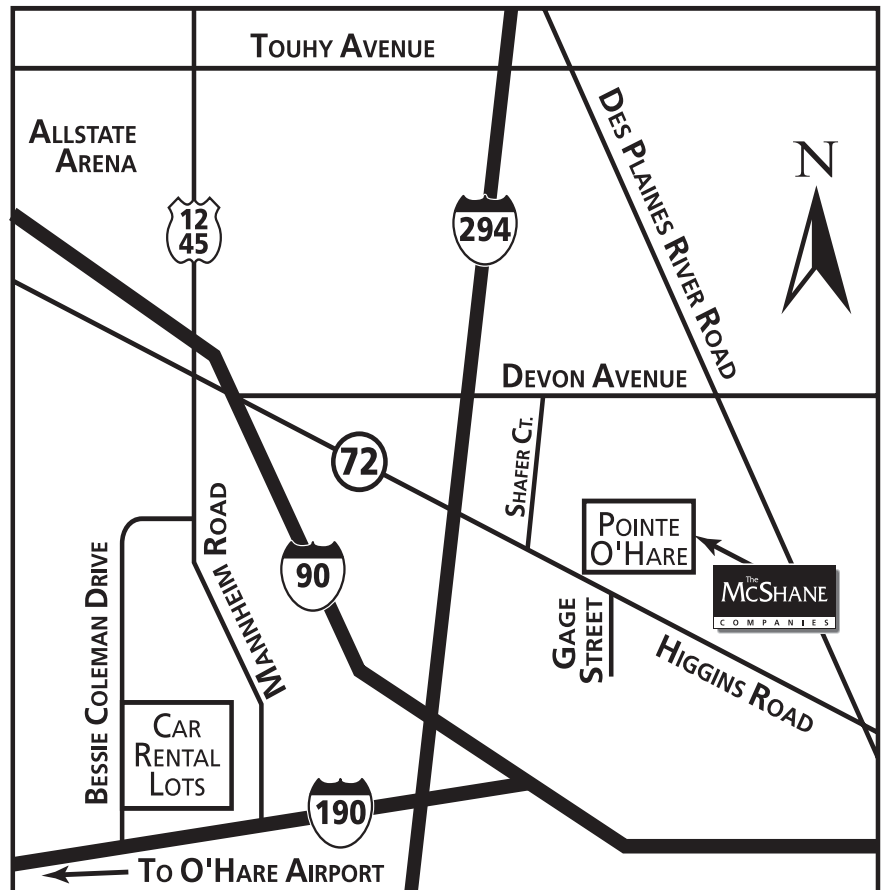 TOUHY AVENUE
ALLSTATE
ARENA
DES PLAINES RIVER ROAD
N
12
45
294
DEVON AVENUE
SHAFER CT.
72
POINTE
O'HARE
MANNHEIM ROAD
BESSIE COLEMAN DRIVE
90
The
MCSHANE
COMPANIES
GAGE
STREET
HIGGINS ROAD
CAR
RENTAL
LOTS
190
TO O'HARE AIRPORT